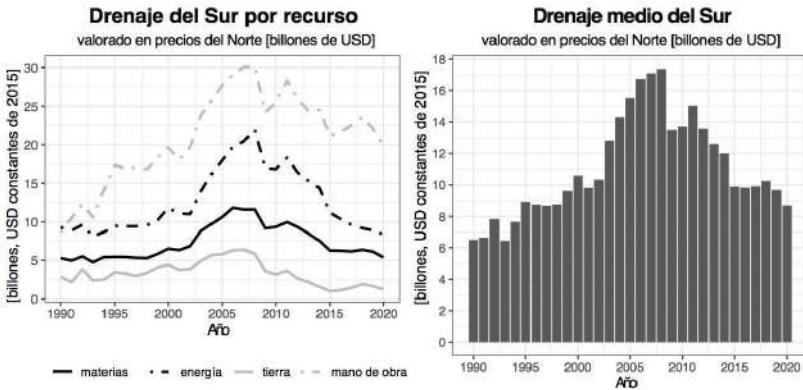 Drenaje del Sur por recurso
valorado en precios del Norte [billones de USD]
[billones, USD constantes de 2015]
30
25
20
15
10
5
0
1990
1995
2000
2005
2010
2015
2020
Año
materias
energía
tierra
mano de obra
Drenaje medio del Sur
valorado en precios del Norte [billones de USD]
[billones, USD constantes de 2015]
18
16
14
12
10
8
6
4
2
0
1990
1995
2000
2005
2010
2015
2020
Año